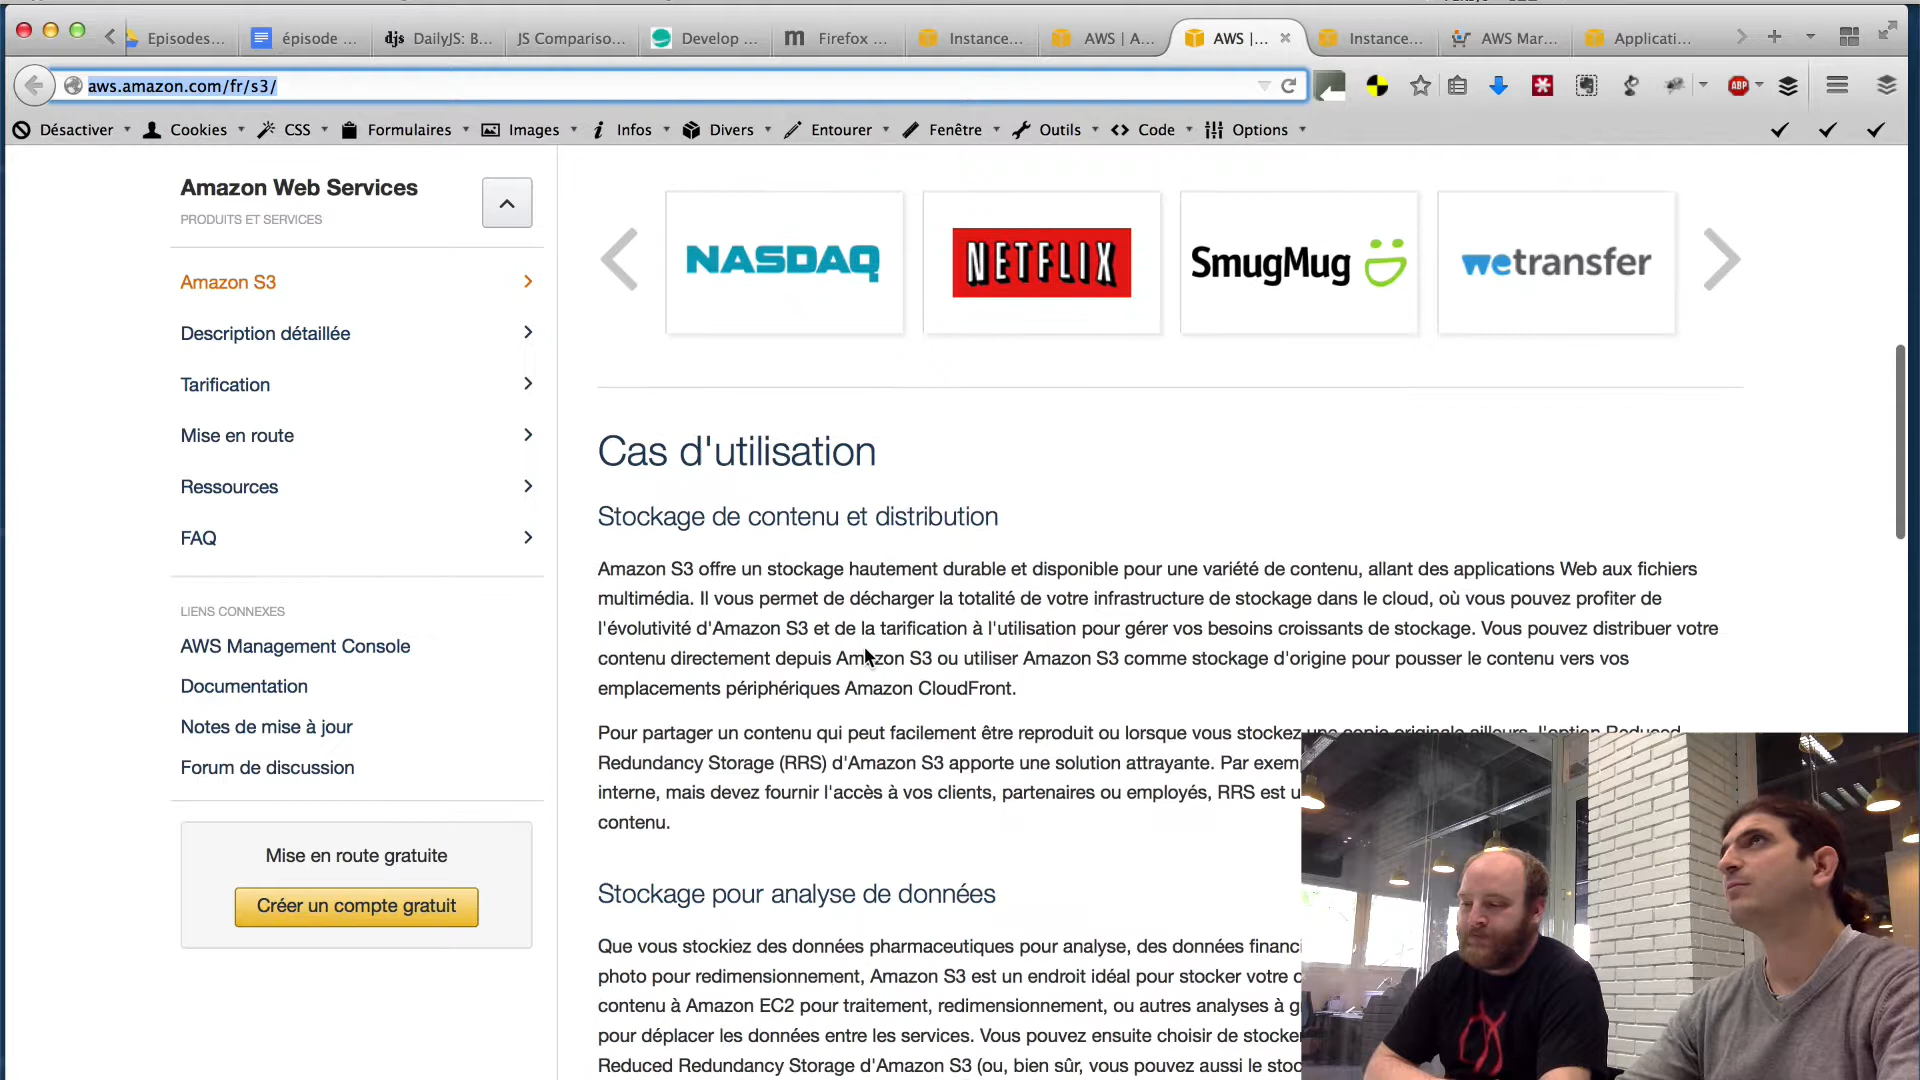 Episodes...
épisode ...
djs DailyJS: B...
JS Compariso...
Develop ...
m Firefox ...
Instance...
AWS | A...
AWS |...
Instance...
AWS Mar...
Applicati...
aws.amazon.com/fr/s3/
ABP
Désactiver
Cookies
CSS
Formulaires
Images
Infos
Divers
Entourer
Fenêtre
Outils
Code
Options
Amazon Web Services
PRODUITS ET SERVICES
Amazon S3
Description détaillée
Tarification
Mise en route
Ressources
FAQ
LIENS CONNEXES
AWS Management Console
Documentation
Notes de mise à jour
Forum de discussion
Mise en route gratuite
Créer un compte gratuit
NASDAQ
NETFLIX
SmugMug
wetransfer
Cas d'utilisation
Stockage de contenu et distribution
Amazon S3 offre un stockage hautement durable et disponible pour une variété de contenu, allant des applications Web aux fichiers
multimédia. Il vous permet de décharger la totalité de votre infrastructure de stockage dans le cloud, où vous pouvez profiter de
l'évolutivité d'Amazon S3 et de la tarification à l'utilisation pour gérer vos besoins croissants de stockage. Vous pouvez distribuer votre
contenu directement depuis Amazon S3 ou utiliser Amazon S3 comme stockage d'origine pour pousser le contenu vers vos
emplacements périphériques Amazon CloudFront.
Pour partager un contenu qui peut facilement être reproduit ou lorsque vous stockez une copie originale ailleurs, l'option Reduced
Redundancy Storage (RRS) d'Amazon S3 apporte une solution attrayante. Par exem
interne, mais devez fournir l'accès à vos clients, partenaires ou employés, RRS est u
contenu.
Stockage pour analyse de données
Que vous stockiez des données pharmaceutiques pour analyse, des données financi
photo pour redimensionnement, Amazon S3 est un endroit idéal pour stocker votre c
contenu à Amazon EC2 pour traitement, redimensionnement, ou autres analyses à g
pour déplacer les données entre les services. Vous pouvez ensuite choisir de stocker
Reduced Redundancy Storage d'Amazon S3 (ou, bien sûr, vous pouvez aussi le stoc